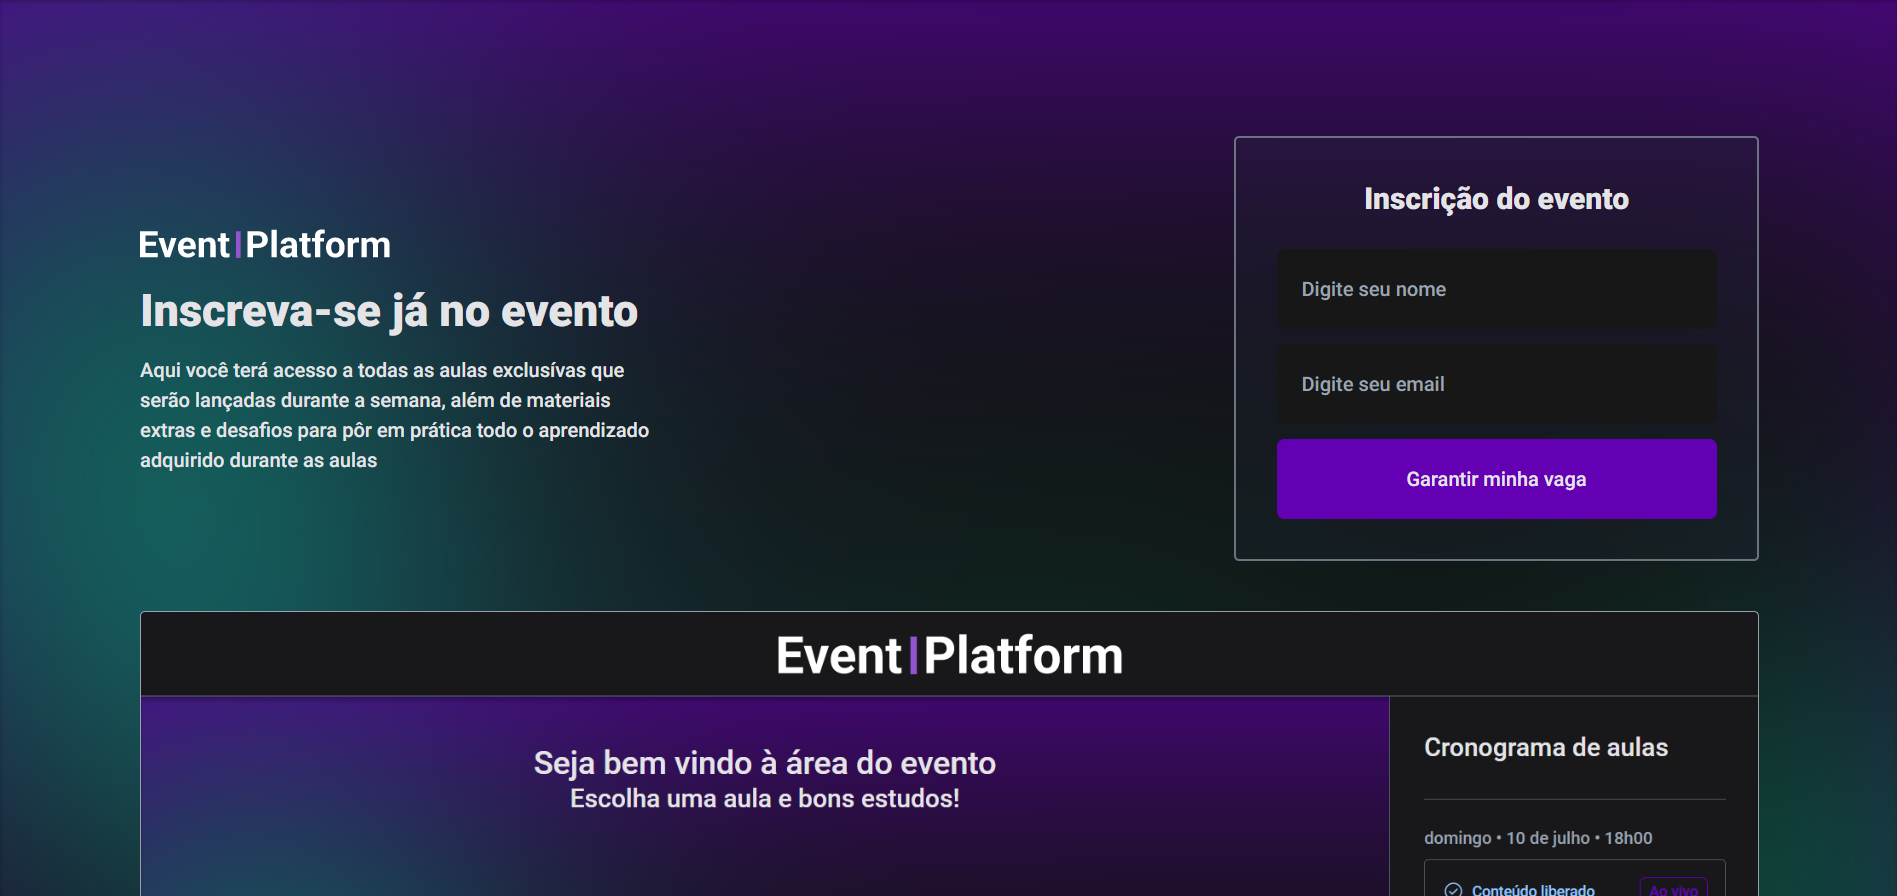 Event|Platform
Inscreva-se já no evento
Aqui você terá acesso a todas as aulas exclusívas que
serão lançadas durante a semana, além de materiais
extras e desafios para pôr em prática todo o aprendizado
adquirido durante as aulas
Inscrição do evento
Digite seu nome
Digite seu email
Garantir minha vaga
Event|Platform
Seja bem vindo à área do evento
Escolha uma aula e bons estudos!
Cronograma de aulas
domingo • 10 de julho • 18h00
Conteúdo liberado
Ao vivo